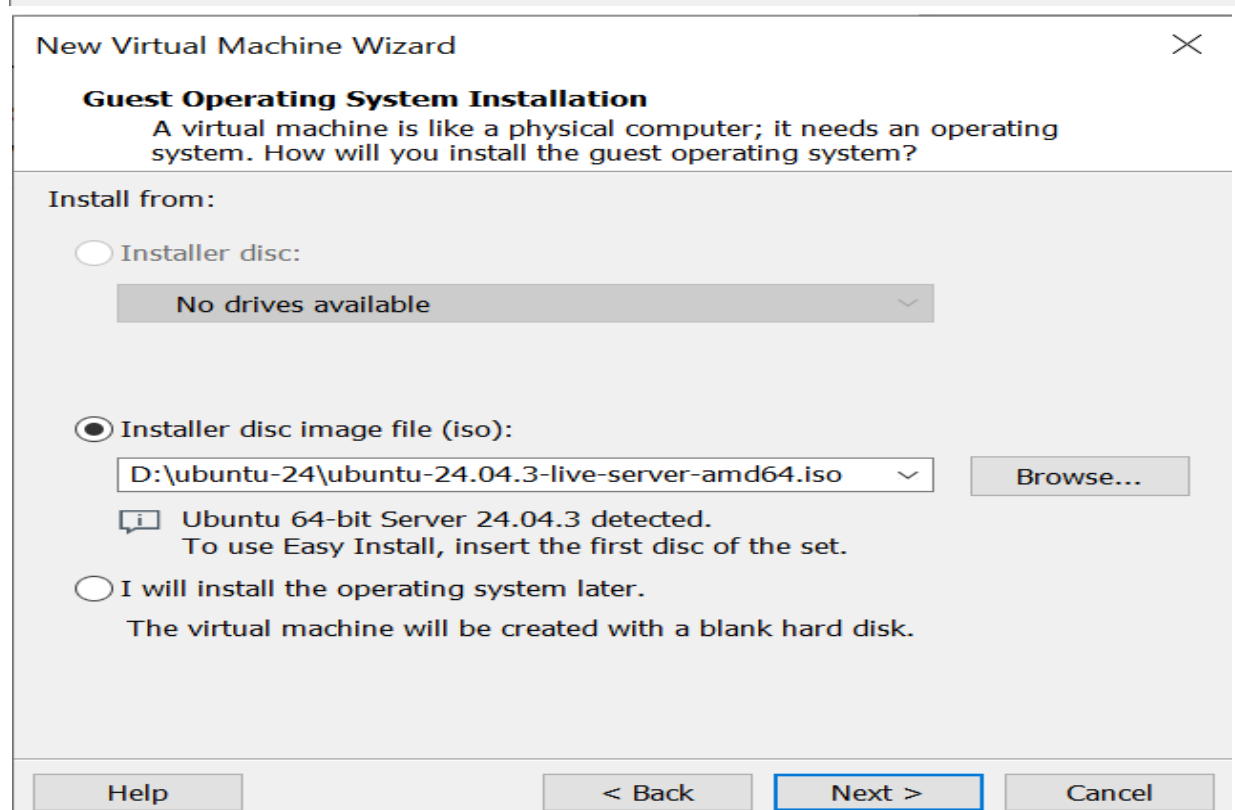 New Virtual Machine Wizard
Guest Operating System Installation
A virtual machine is like a physical computer; it needs an operating
system. How will you install the guest operating system?
Install from:
Installer disc:
No drives available
Installer disc image file (iso):
D:\ubuntu-24\ubuntu-24.04.3-live-server-amd64.iso
Browse...
Ubuntu 64-bit Server 24.04.3 detected.
To use Easy Install, insert the first disc of the set.
I will install the operating system later.
The virtual machine will be created with a blank hard disk.
Help
< Back
Next >
Cancel